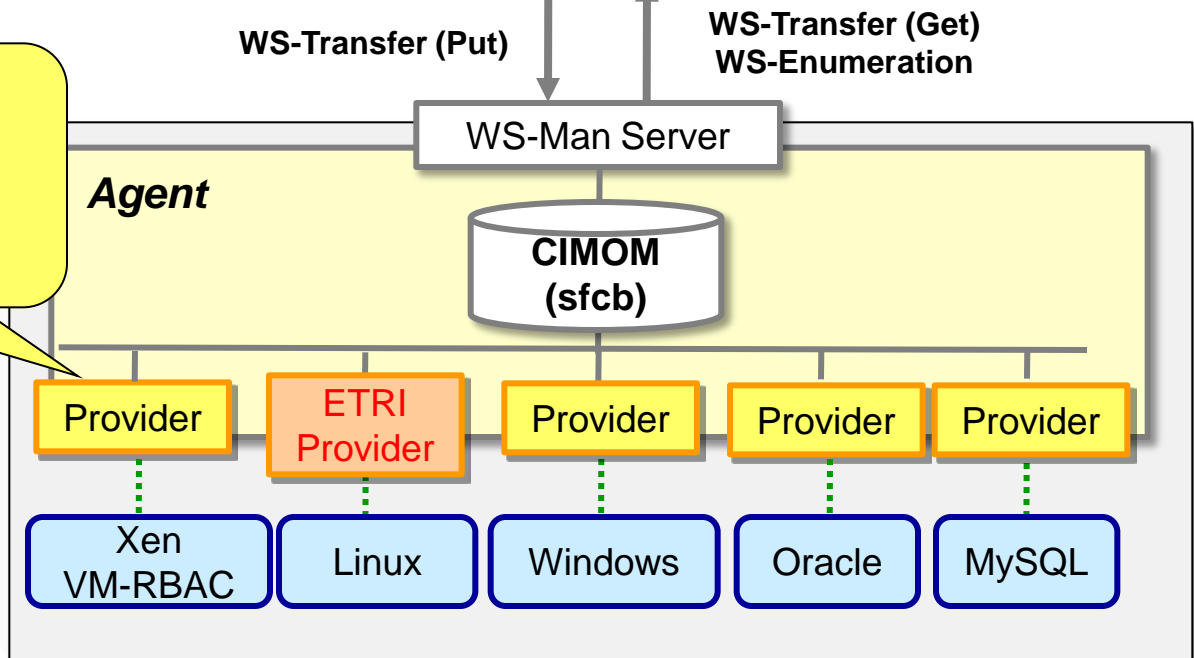 WS-Transfer (Put)
WS-Transfer (Get)
WS-Enumeration
WS-Man Server
Agent
CIMOM
(sfcb)
Provider
ETRI
Provider
Provider
Provider
Provider
Xen
VM-RBAC
Linux
Windows
Oracle
MySQL